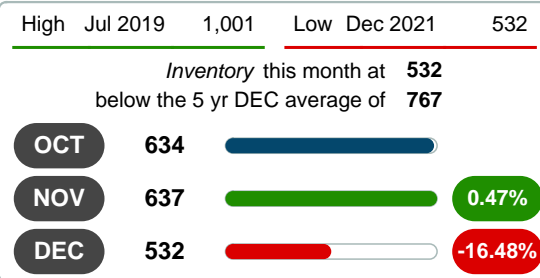 High Jul 2019 1,001 Low Dec 2021 532
Inventory this month at 532
below the 5 yr DEC average of 767
OCT 634
NOV 637 0.47%
DEC 532 -16.48%